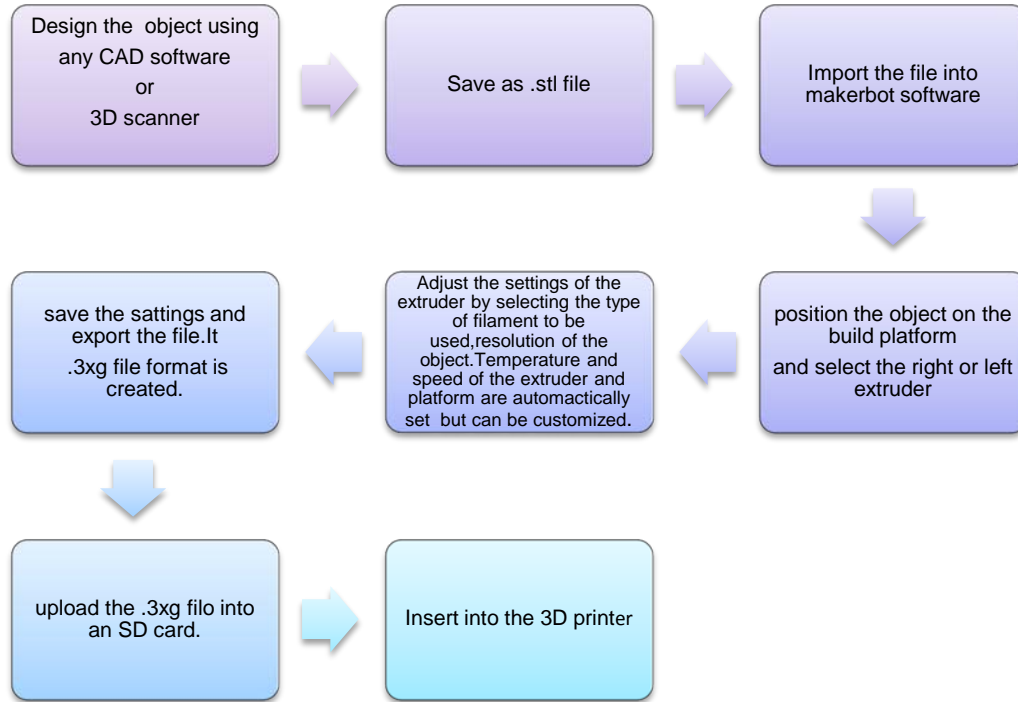 Design the object using
any CAD software
or
3D scanner
Save as .stl file
Import the file into
makerbot software
position the object on the
build platform
and select the right or left
extruder
Adjust the settings of the
extruder by selecting the type
of filament to be
used,resolution of the
object.Temperature and
speed of the extruder and
platform are automactically
set but can be customized.
save the sattings and
export the file.It
.3xg file format is
created.
upload the .3xg filo into
an SD card.
Insert into the 3D printer